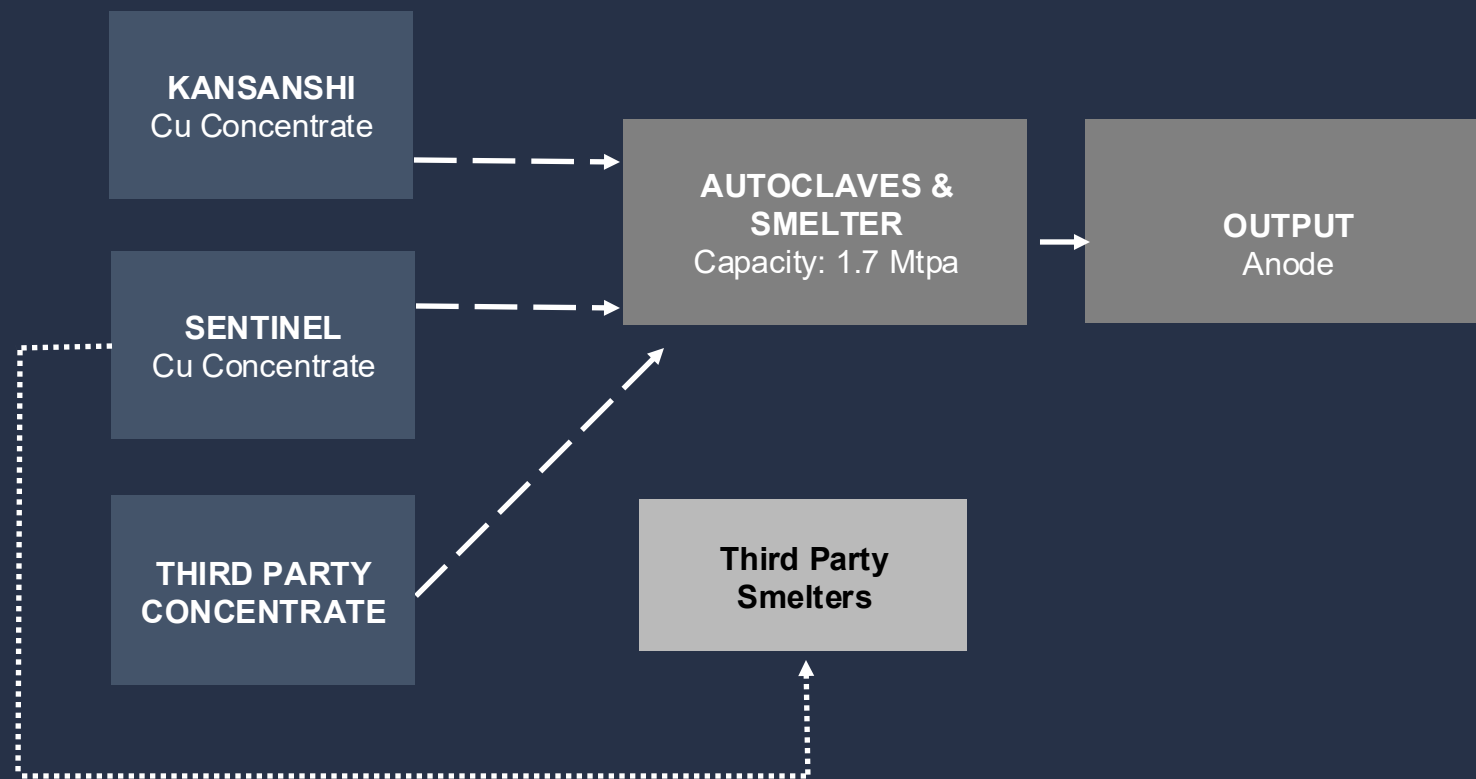 KANSANSHI
Cu Concentrate
AUTOCLAVES &
SMELTER
Capacity: 1.7 Mtpa
OUTPUT
Anode
SENTINEL
Cu Concentrate
THIRD PARTY
CONCENTRATE
Third Party
Smelters